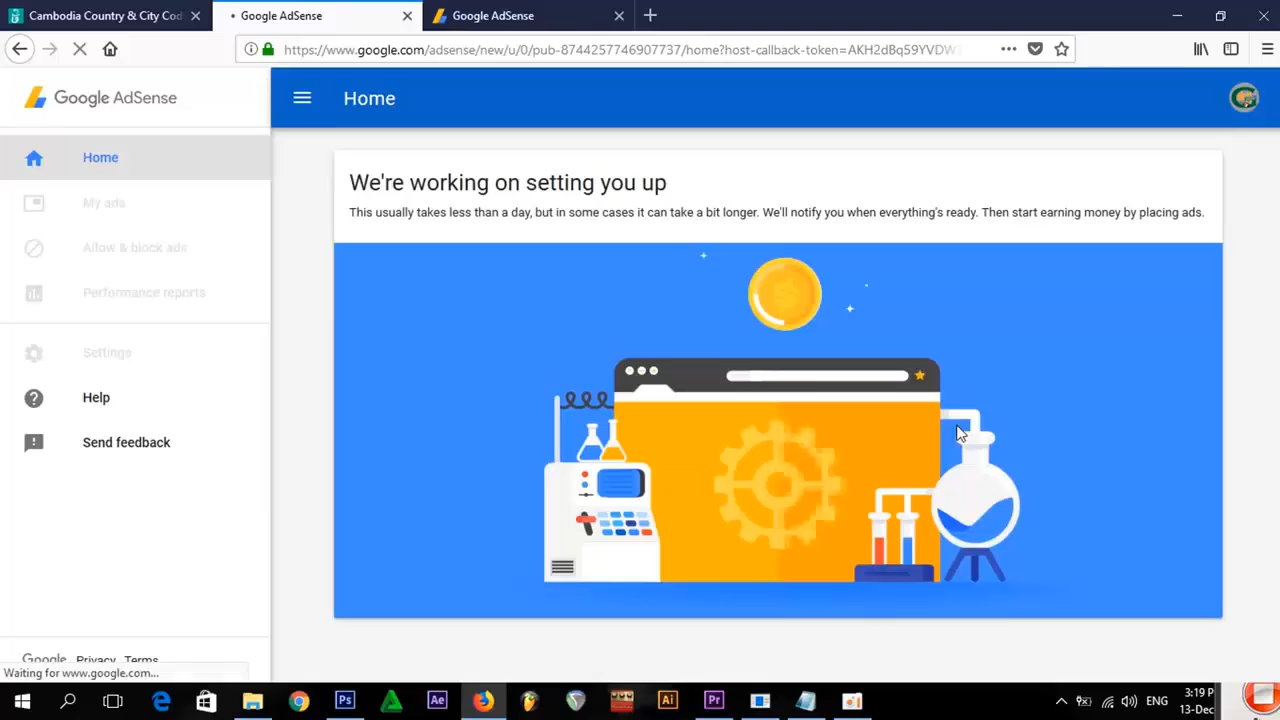 Cambodia Country & City Cod
Google AdSense
Google AdSense
https://www.google.com/adsense/new/u/0/pub-8744257746907737/home?host-callback-token=AKH2dBq59YVDW
Google AdSense
Home
Home
My ads
Allow & block ads
Performance reports
Settings
Help
Send feedback
We're working on setting you up
This usually takes less than a day, but in some cases it can take a bit longer. We'll notify you when everything's ready. Then start earning money by placing ads.
Google Privacy Terms
Waiting for www.google.com...
Ps
Ae
Ai
Pr
ENG
3:19 P
13-Dec